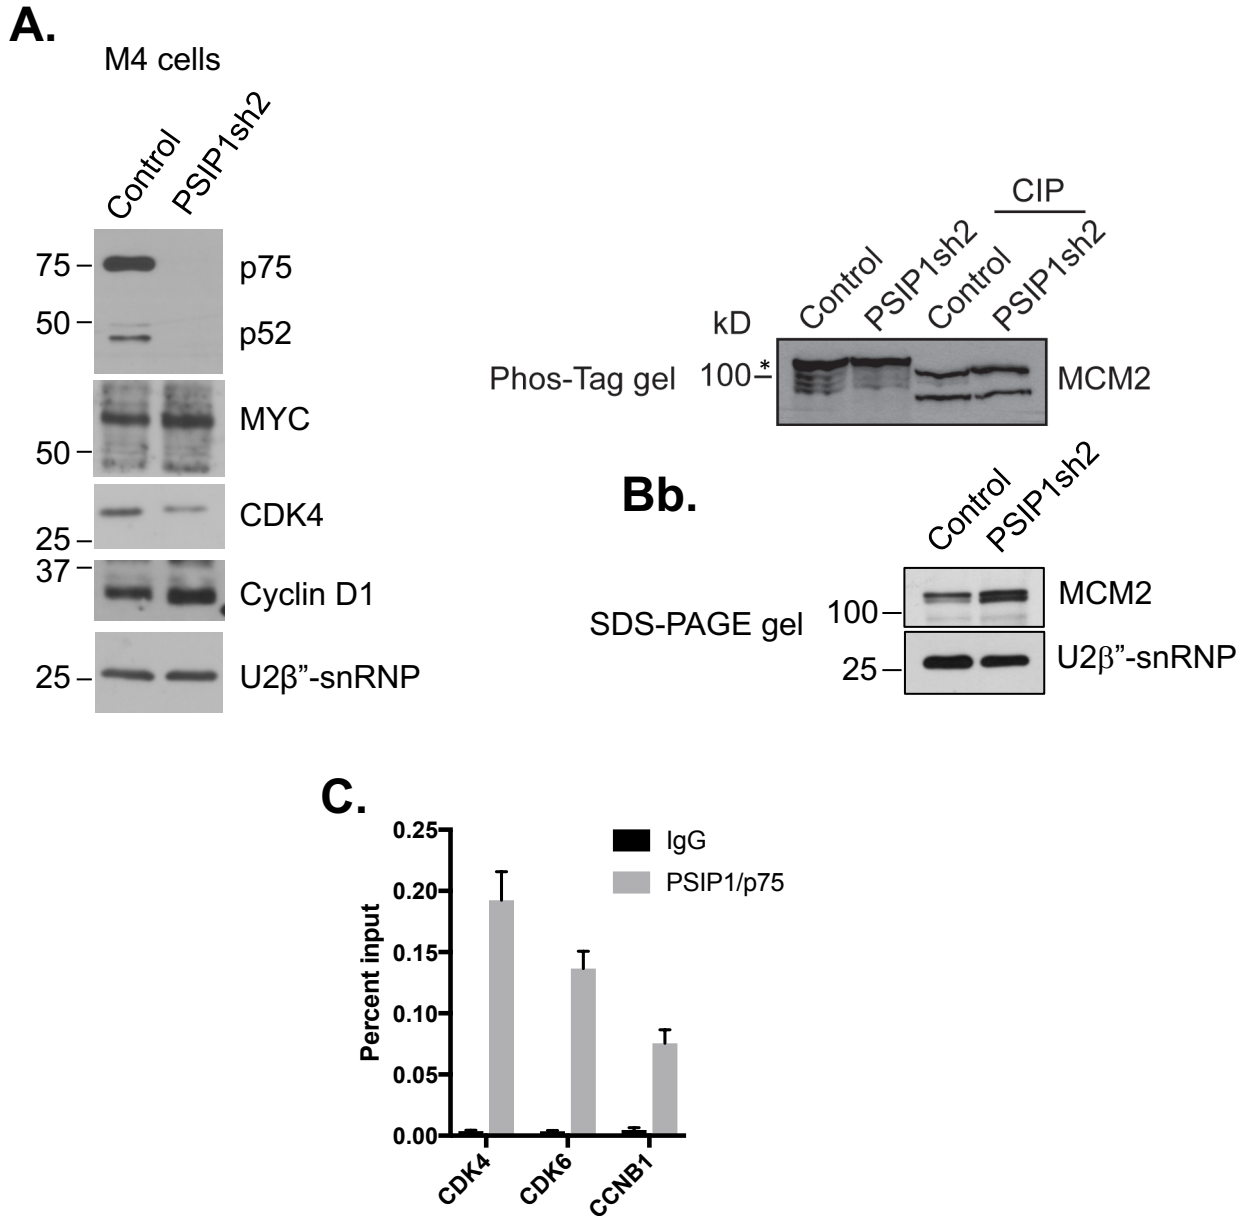 A.
M4 cells
Control
PSIP1sh2
75
p75
50
p52
MYC
50
CDK4
25
37
Cyclin D1
25
U2β”-snRNP
CIP
Control
PSIP1sh2
Control
PSIP1sh2
kD
Phos-Tag gel
100
*
MCM2
Bb.
Control
PSIP1sh2
SDS-PAGE gel
100
MCM2
25
U2β”-snRNP
C.
IgG
PSIP1/p75
Percent input
0.25
0.20
0.15
0.10
0.05
0.00
CDK4
CDK6
CCNB1